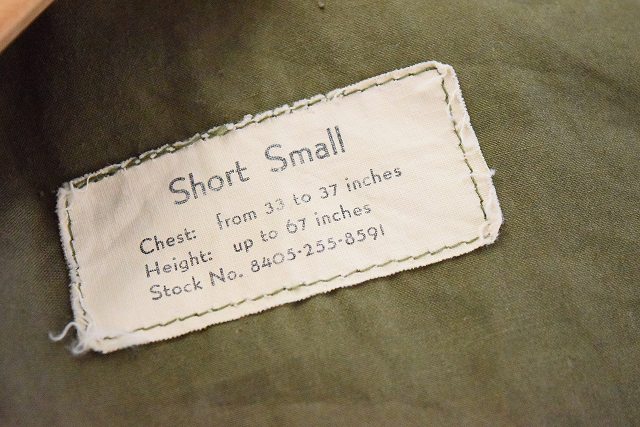 Short Small
Chest: from 33 to 37 inches
Height: up to 67 inches
Stock No. 8405-255-8591